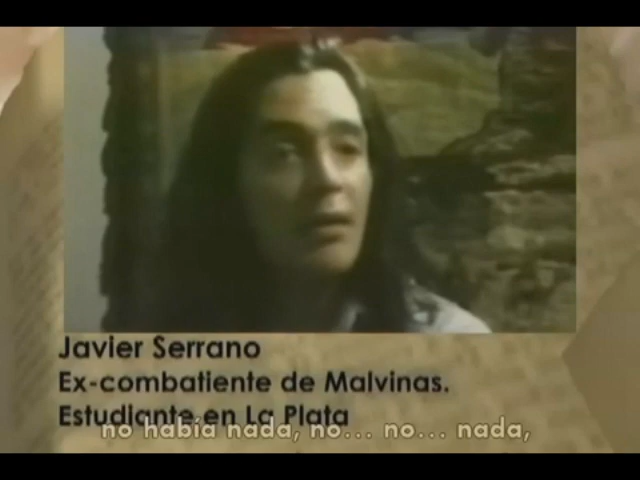 Javier Serrano
Ex-combatiente de Malvinas.
Estudiante en La Plata
no había nada, no... no... nada,